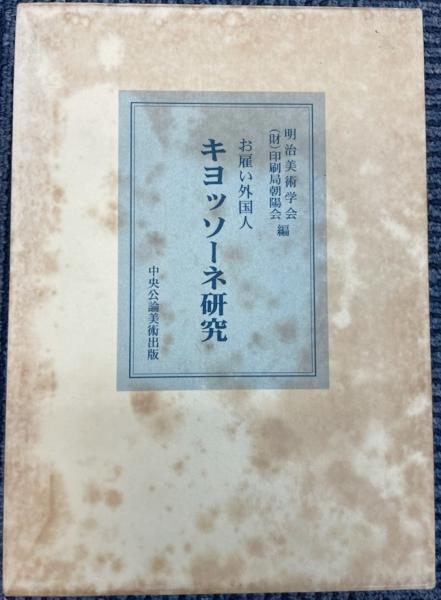 明治美術学会
(財)印刷局朝陽会 編
お雇い外国人
キヨッソーネ研究
中央公論美術出版